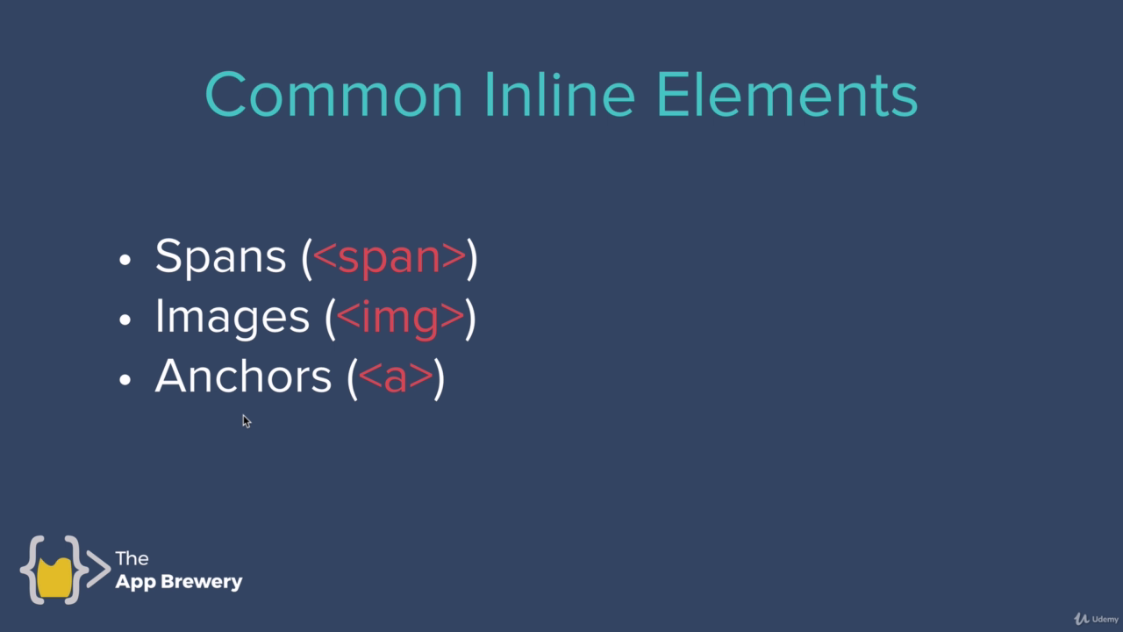 Common Inline Elements
• Spans (<span>)
• Images (<img>)
• Anchors (<a>)
The
App Brewery
Udemy